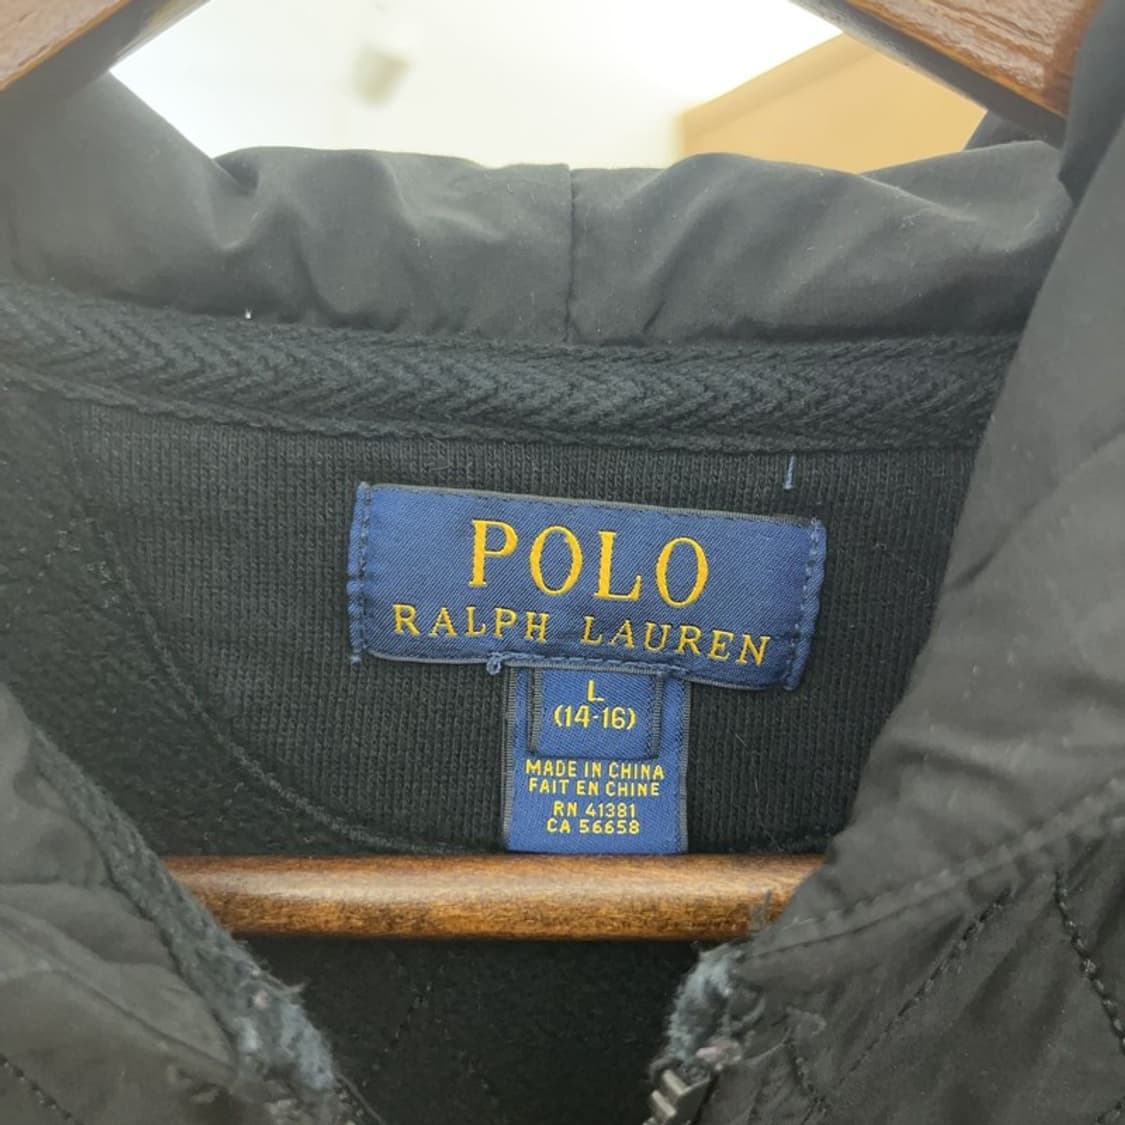 POLO
RALPH LAUREN
L
(14-16)
MADE IN CHINA
FAIT EN CHINE
RN 41381
CA 56658